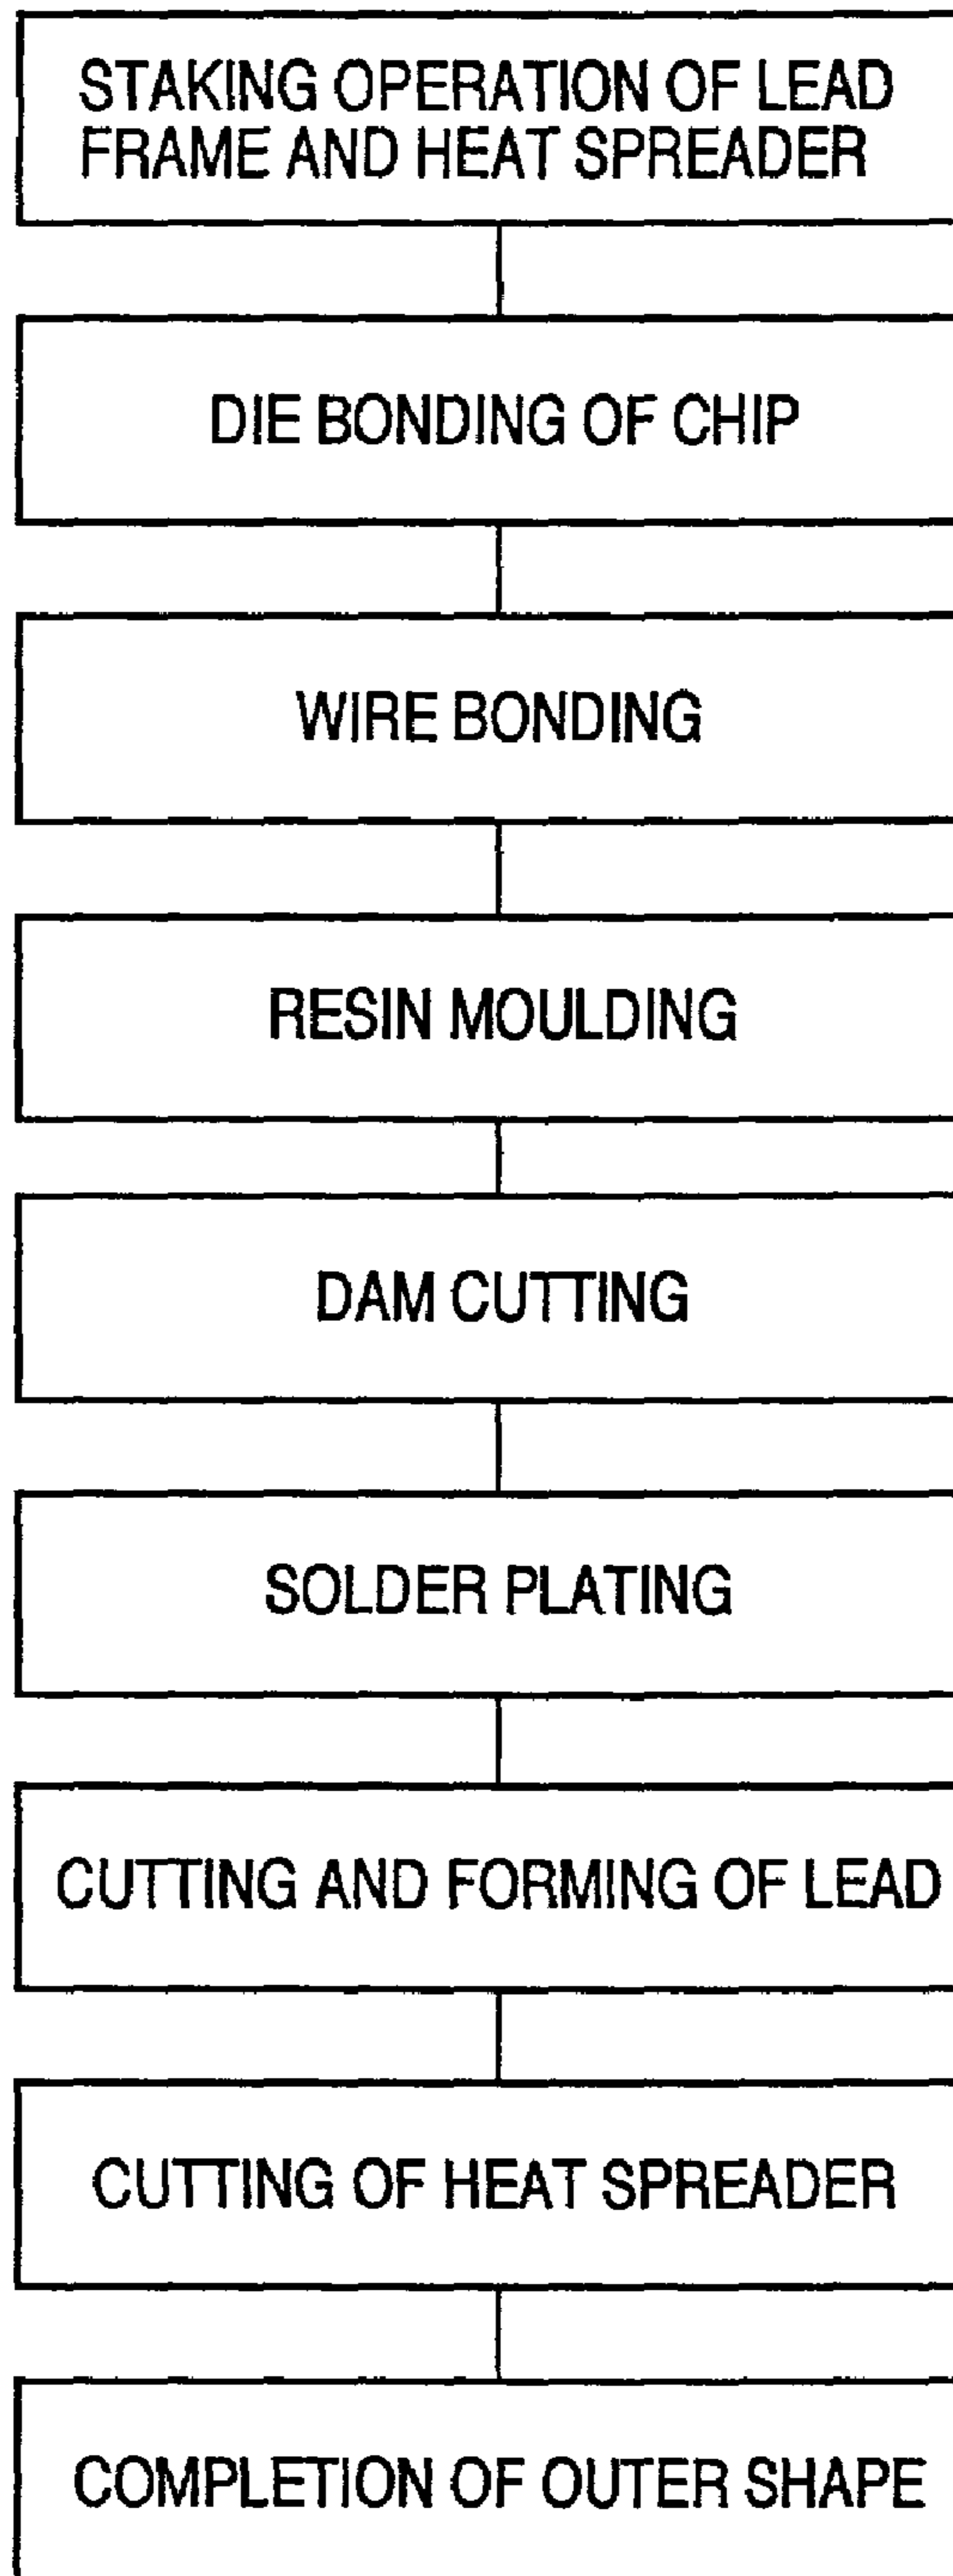 STAKING OPERATION OF LEAD
FRAME AND HEAT SPREADER
DIE BONDING OF CHIP
WIRE BONDING
RESIN MOULDING
DAM CUTTING
SOLDER PLATING
CUTTING AND FORMING OF LEAD
CUTTING OF HEAT SPREADER
COMPLETION OF OUTER SHAPE